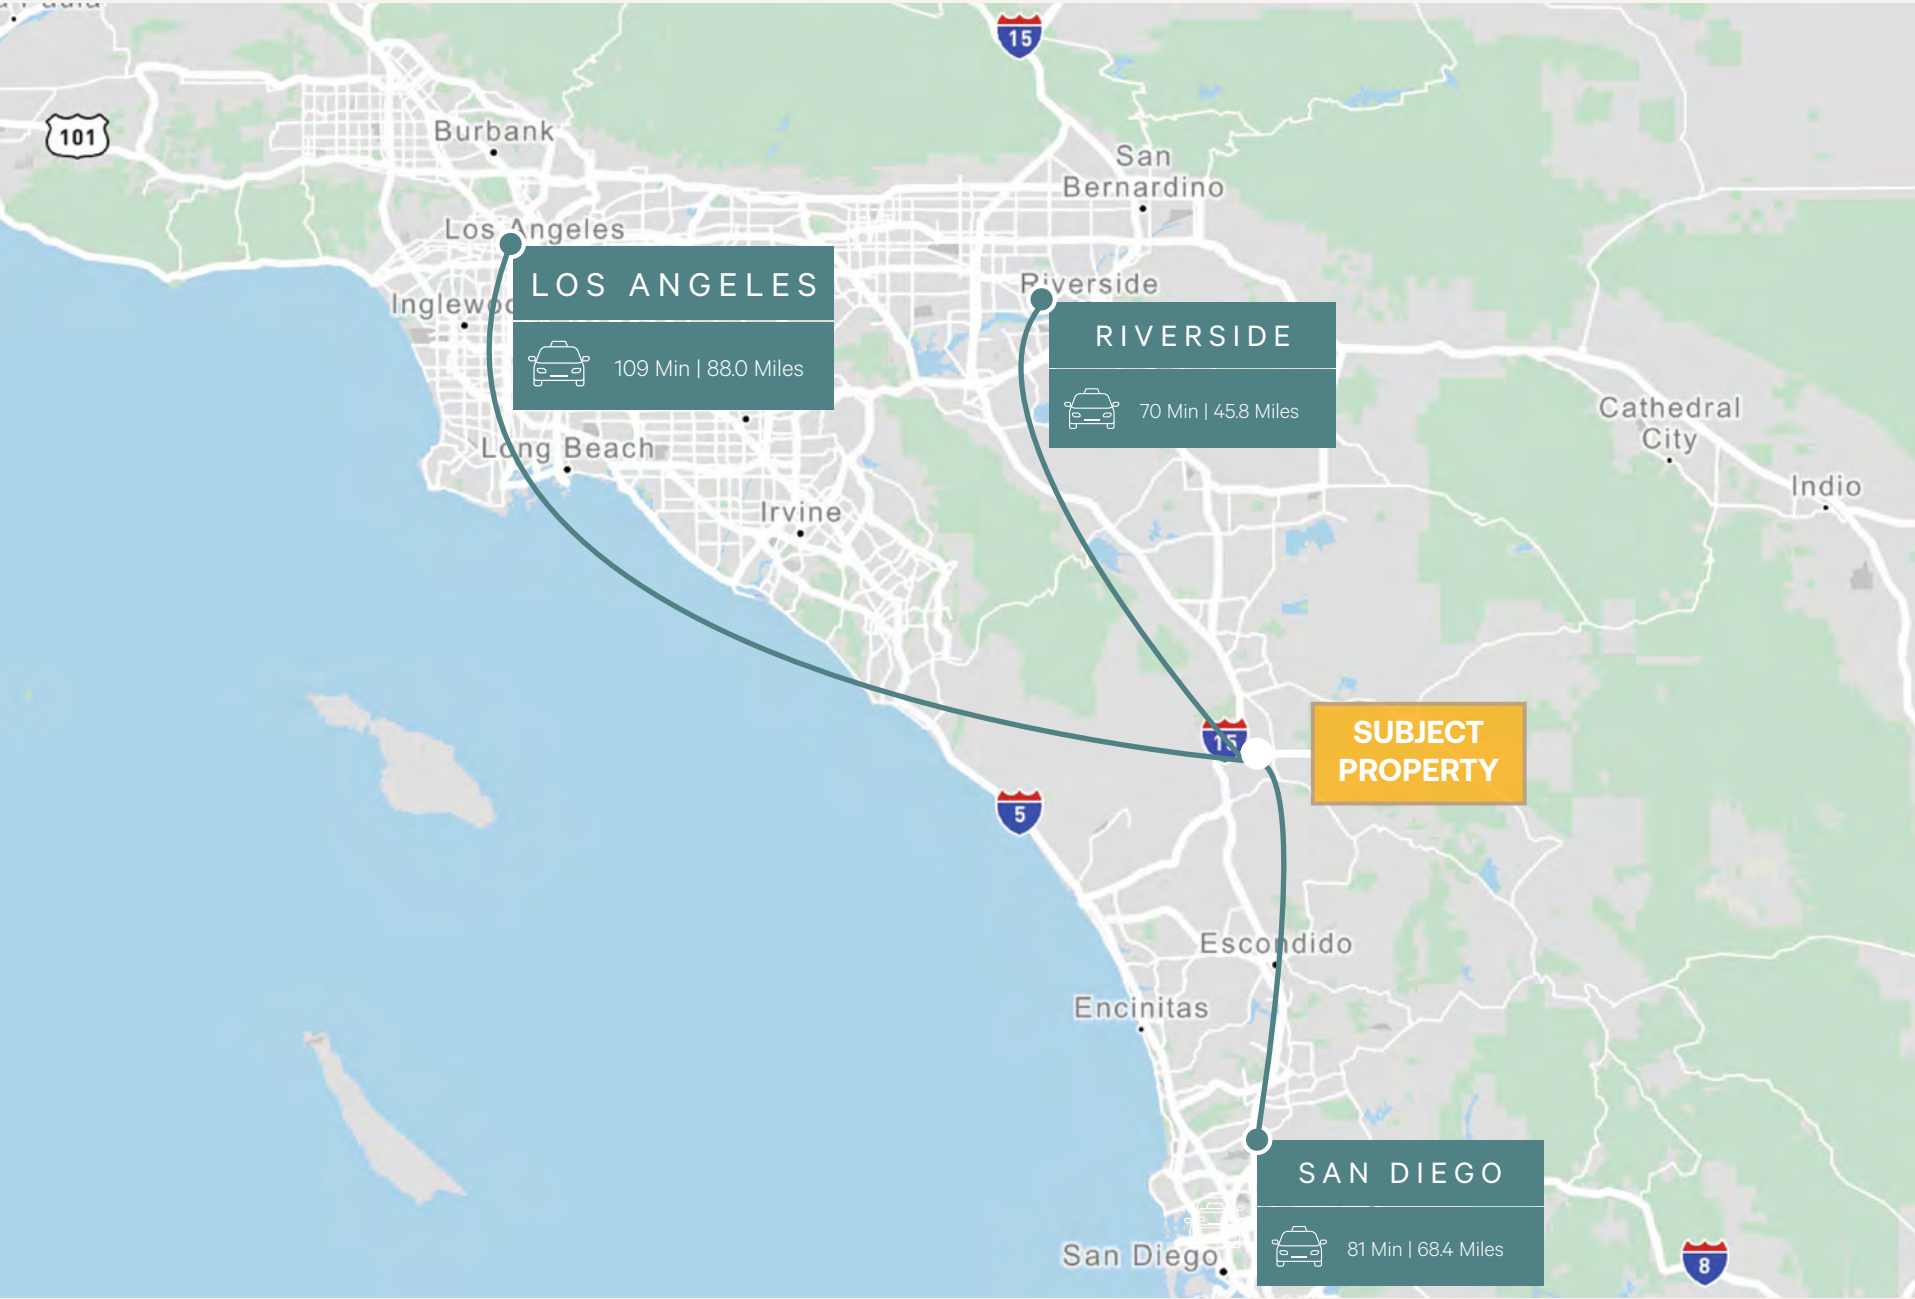 15
101
Burbank
San
Bernardino
Los Angeles
LOS ANGELES
109 Min | 88.0 Miles
Riverside
RIVERSIDE
70 Min | 45.8 Miles
Cathedral
City
Indio
Long Beach
Irvine
15
SUBJECT
PROPERTY
5
Escondido
Encinitas
SAN DIEGO
81 Min | 68.4 Miles
San Diego
8